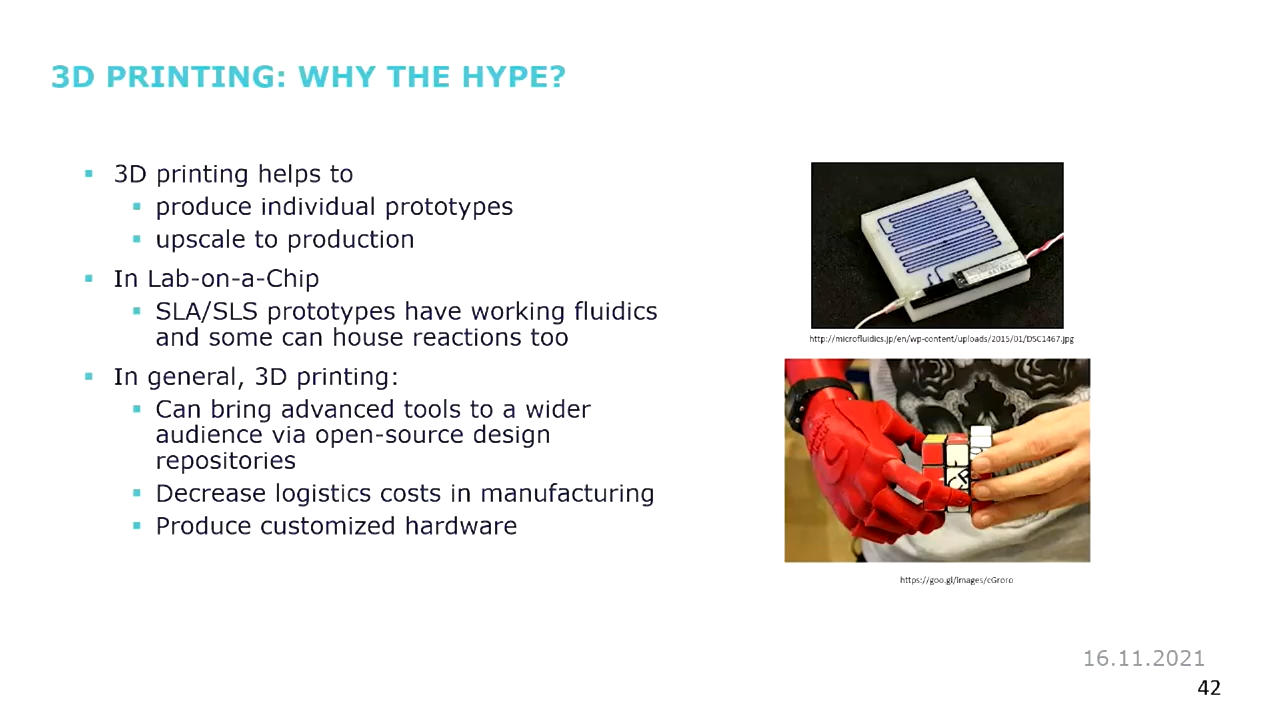 3D PRINTING: WHY THE HYPE?
3D printing helps to
produce individual prototypes
upscale to production
In Lab-on-a-Chip
SLA/SLS prototypes have working fluidics
and some can house reactions too
In general, 3D printing:
Can bring advanced tools to a wider
audience via open-source design
repositories
Decrease logistics costs in manufacturing
Produce customized hardware
http://microfluidics.jp/en/wp-content/uploads/2015/01/DSC1467.jpg
https://goo.gl/images/cGroro
16.11.2021
42